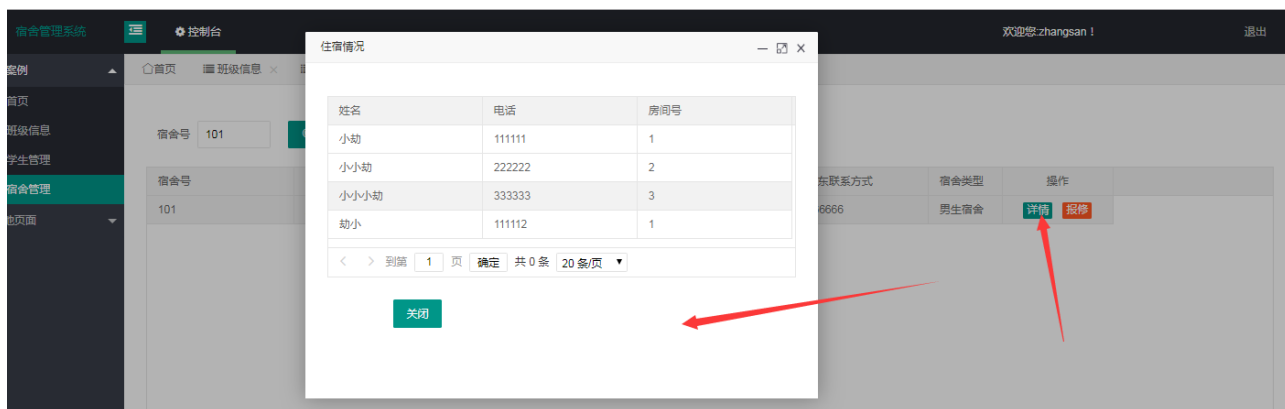 宿舍管理系统 控制台 欢迎您:zhangsan！ 退出
案例 首页 班级信息
首页
班级信息
学生管理
宿舍管理
页面
宿舍号 101
宿舍号 东联系方式 宿舍类型 操作
101 6666 男生宿舍 详情 报修
住宿情况
姓名 电话 房间号
小劫 111111 1
小小劫 222222 2
小小小劫 333333 3
劫小 111112 1
到第 1 页 确定 共 0 条 20 条/页
关闭